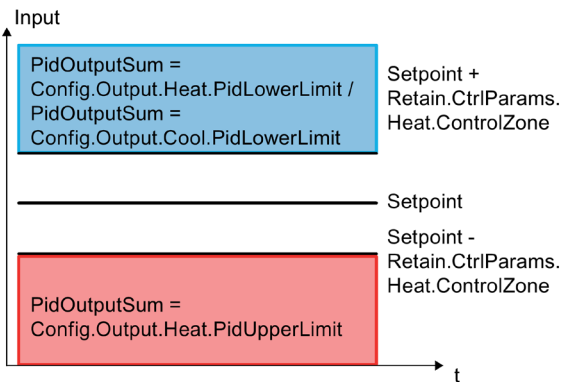 Input
PidOutputSum =
Config.Output.Heat.PidLowerLimit /
PidOutputSum =
Config.Output.Cool.PidLowerLimit
Setpoint +
Retain.CtrlParams.
Heat.ControlZone
Setpoint
Setpoint -
Retain.CtrlParams.
Heat.ControlZone
PidOutputSum =
Config.Output.Heat.PidUpperLimit
t